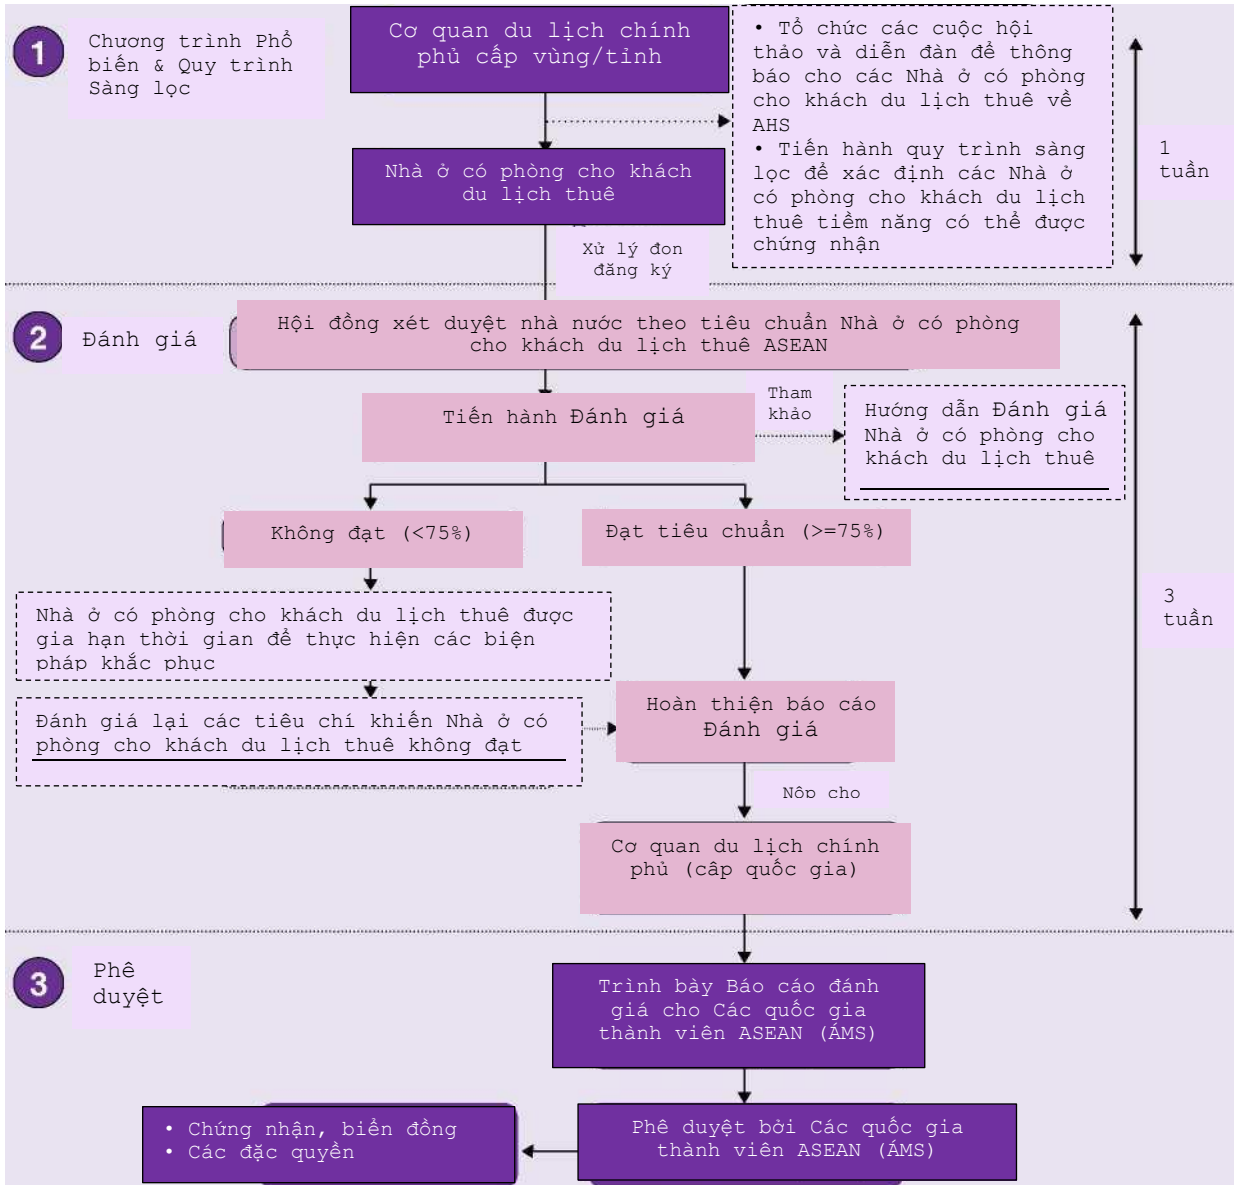 1
Chương trình Phổ
biến & Quy trình
Sàng lọc
Cơ quan du lịch chính
phủ cấp vùng/tỉnh
• Tổ chức các cuộc hội
thảo và diễn đàn để thông
báo cho các Nhà ở có phòng
cho khách du lịch thuê về
AHS
• Tiến hành quy trình sàng
lọc để xác định các Nhà ở
có phòng cho khách du lịch
thuê tiềm năng có thể được
chứng nhận
1
tuần
Nhà ở có phòng cho khách
du lịch thuê
Xử lý đơn
đăng ký
2
Đánh giá
Hội đồng xét duyệt nhà nước theo tiêu chuẩn Nhà ở có phòng
cho khách du lịch thuê ASEAN
Tiến hành Đánh giá
Tham
khảo
Hướng dẫn Đánh giá
Nhà ở có phòng cho
khách du lịch thuê
Không đạt (<75%)
Đạt tiêu chuẩn (>=75%)
Nhà ở có phòng cho khách du lịch thuê được
gia hạn thời gian để thực hiện các biện
pháp khắc phục
3
tuần
Đánh giá lại các tiêu chí khiến Nhà ở có
phòng cho khách du lịch thuê không đạt
Hoàn thiện báo cáo
Đánh giá
Nộp cho
Cơ quan du lịch chính
phủ (câp quốc gia)
3
Phê
duyệt
Trình bày Báo cáo đánh
giá cho Các quốc gia
thành viên ASEAN (ÁMS)
Phê duyệt bởi Các quốc gia
thành viên ASEAN (ÁMS)
• Chứng nhận, biển đồng
• Các đặc quyền